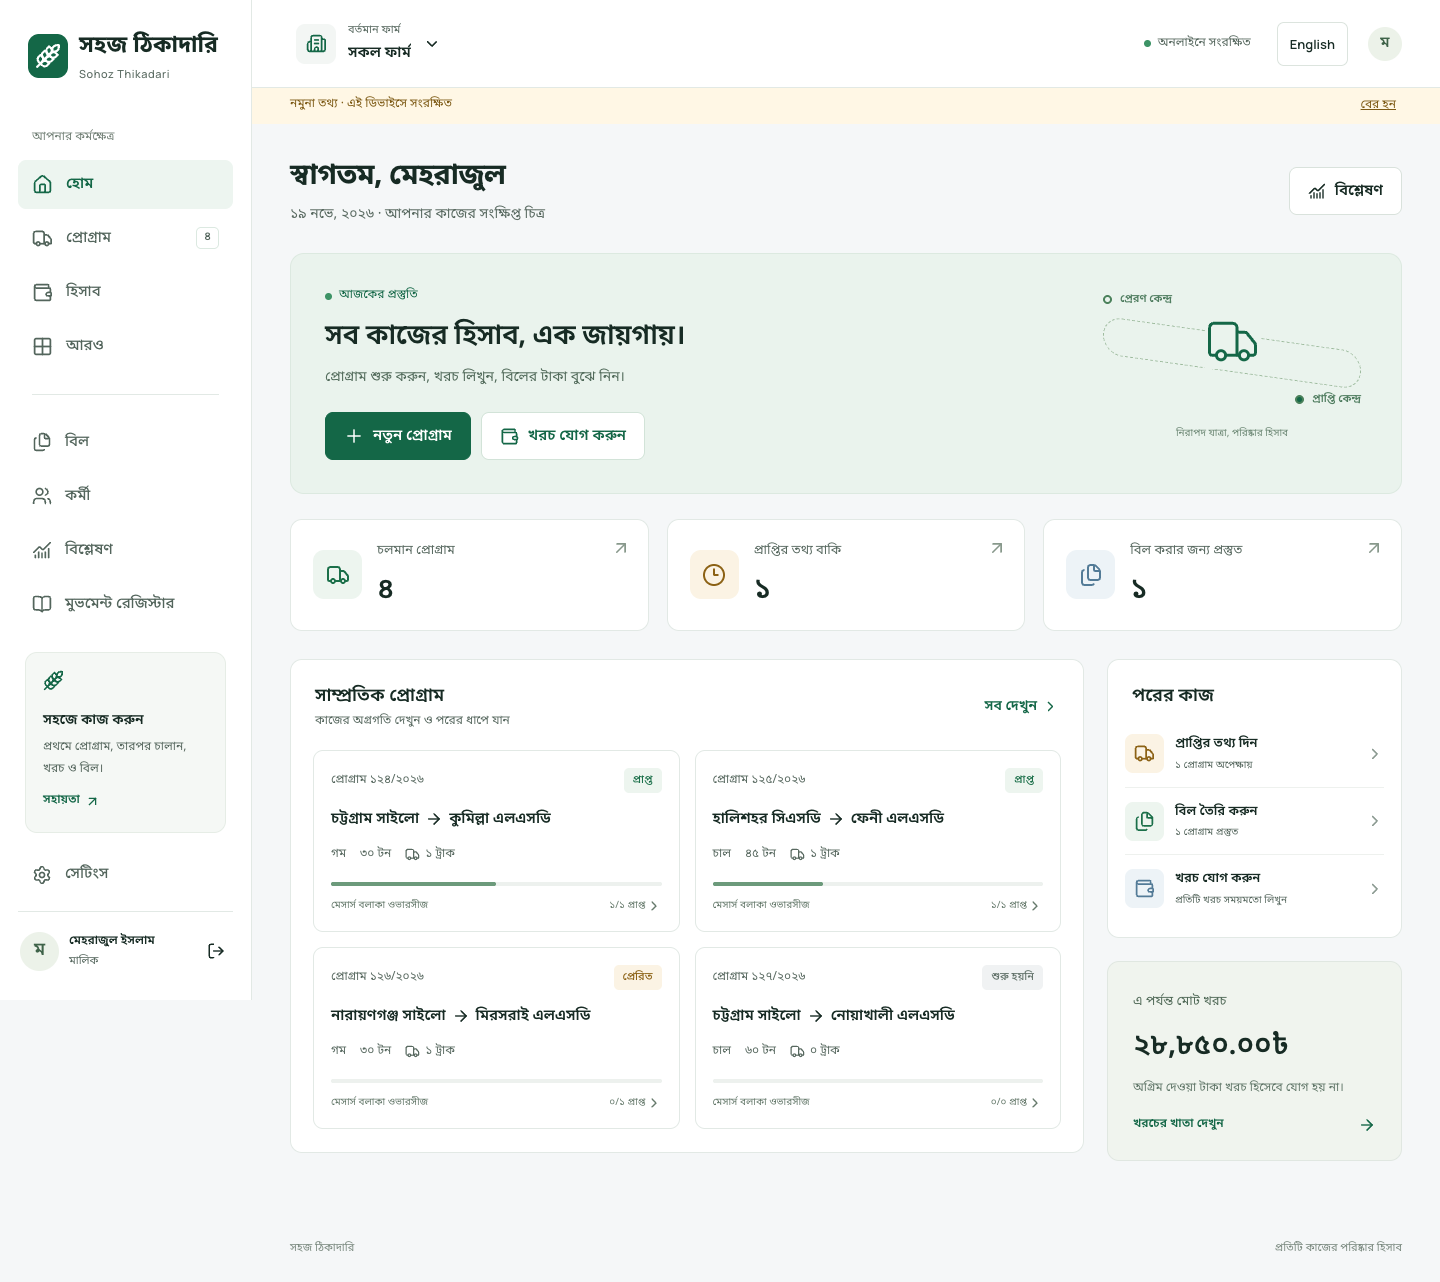 সহজ ঠিকাদারি
Sohoz Thikadari
আপনার কর্মক্ষেত্র
হোম
প্রোগ্রাম
৪
হিসাব
আরও
বিল
কর্মী
বিশ্লেষণ
মুভমেন্ট রেজিস্টার
সহজে কাজ করুন
প্রথমে প্রোগ্রাম, তারপর চালান,
খরচ ও বিল।
সহায়তা
সেটিংস
ম
মেহরাজুল ইসলাম
মালিক
বর্তমান ফার্ম
সকল ফার্ম
অনলাইনে সংরক্ষিত
English
ম
নমুনা তথ্য · এই ডিভাইসে সংরক্ষিত
বের হন
স্বাগতম, মেহরাজুল
১৯ নভে, ২০২৬ · আপনার কাজের সংক্ষিপ্ত চিত্র
বিশ্লেষণ
আজকের প্রস্তুতি
সব কাজের হিসাব, এক জায়গায়।
প্রোগ্রাম শুরু করুন, খরচ লিখুন, বিলের টাকা বুঝে নিন।
নতুন প্রোগ্রাম
খরচ যোগ করুন
প্রেরণ কেন্দ্র
প্রাপ্তি কেন্দ্র
নিরাপদ যাত্রা, পরিষ্কার হিসাব
চলমান প্রোগ্রাম
৪
প্রাপ্তির তথ্য বাকি
১
বিল করার জন্য প্রস্তুত
১
সাম্প্রতিক প্রোগ্রাম
কাজের অগ্রগতি দেখুন ও পরের ধাপে যান
সব দেখুন
প্রোগ্রাম ১২৪/২০২৬
প্রাপ্ত
চট্টগ্রাম সাইলো → কুমিল্লা এলএসডি
গম ৩০ টন ১ ট্রাক
মেসার্স বলাকা ওভারসীজ
১/১ প্রাপ্ত
প্রোগ্রাম ১২৫/২০২৬
প্রাপ্ত
হালিশহর সিএসডি → ফেনী এলএসডি
চাল ৪৫ টন ১ ট্রাক
মেসার্স বলাকা ওভারসীজ
১/১ প্রাপ্ত
প্রোগ্রাম ১২৬/২০২৬
প্রেরিত
নারায়ণগঞ্জ সাইলো → মিরসরাই এলএসডি
গম ৩০ টন ১ ট্রাক
মেসার্স বলাকা ওভারসীজ
০/১ প্রাপ্ত
প্রোগ্রাম ১২৭/২০২৬
শুরু হয়নি
চট্টগ্রাম সাইলো → নোয়াখালী এলএসডি
চাল ৬০ টন ০ ট্রাক
মেসার্স বলাকা ওভারসীজ
০/০ প্রাপ্ত
পরের কাজ
প্রাপ্তির তথ্য দিন
১ প্রোগ্রাম অপেক্ষায়
বিল তৈরি করুন
১ প্রোগ্রাম প্রস্তুত
খরচ যোগ করুন
প্রতিটি খরচ সময়মতো লিখুন
এ পর্যন্ত মোট খরচ
২৮,৮৫০.০০৳
অগ্রিম দেওয়া টাকা খরচ হিসেবে যোগ হয় না।
খরচের খাতা দেখুন
সহজ ঠিকাদারি
প্রতিটি কাজের পরিষ্কার হিসাব